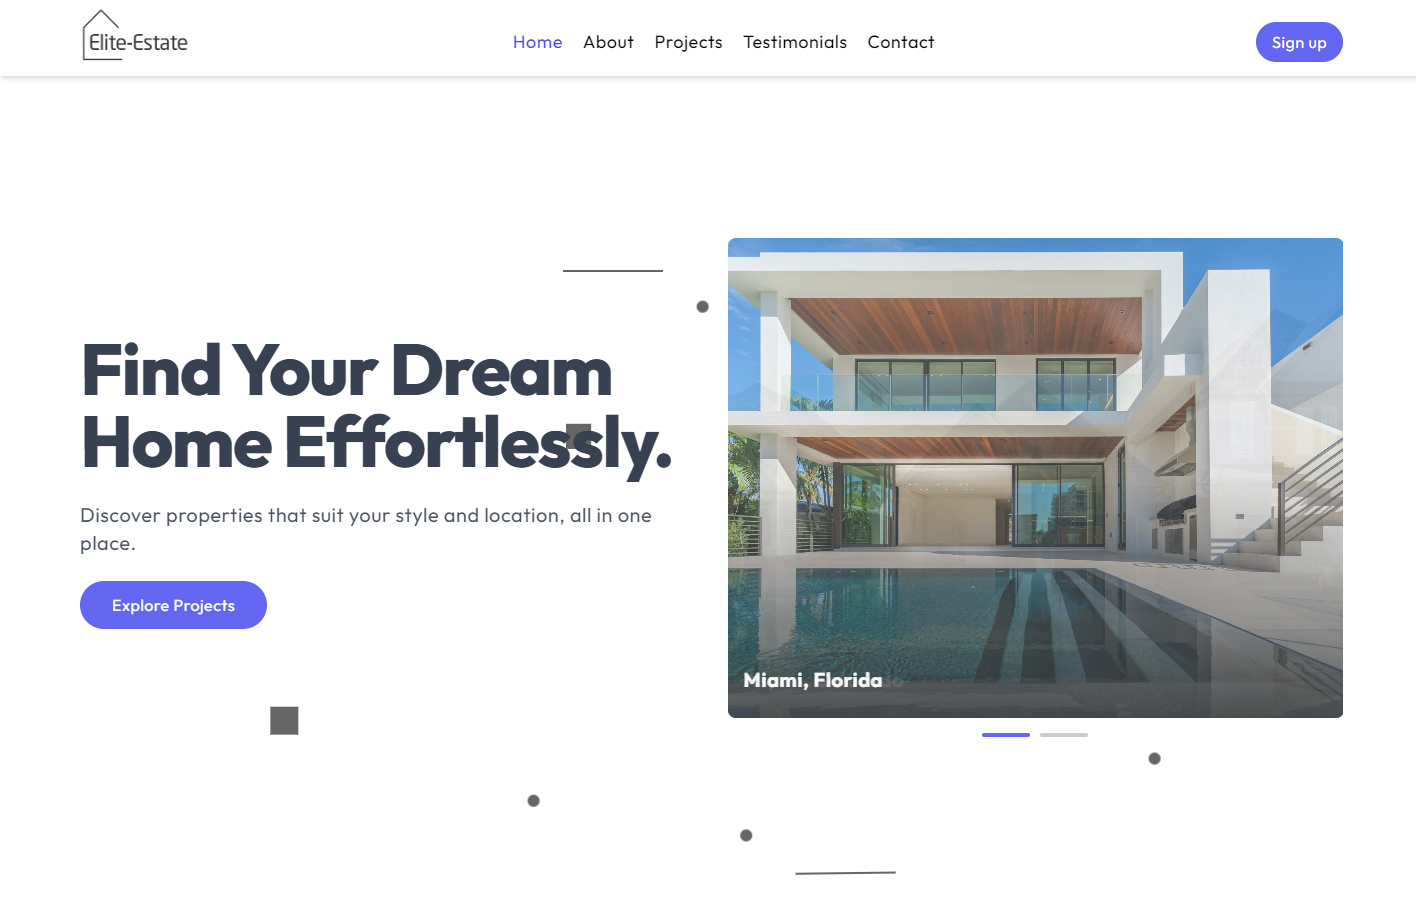 Elite-Estate
Home
About
Projects
Testimonials
Contact
Sign up
Find Your Dream
Home Effortlessly.
Discover properties that suit your style and location, all in one
place.
Explore Projects
Miami, Florida